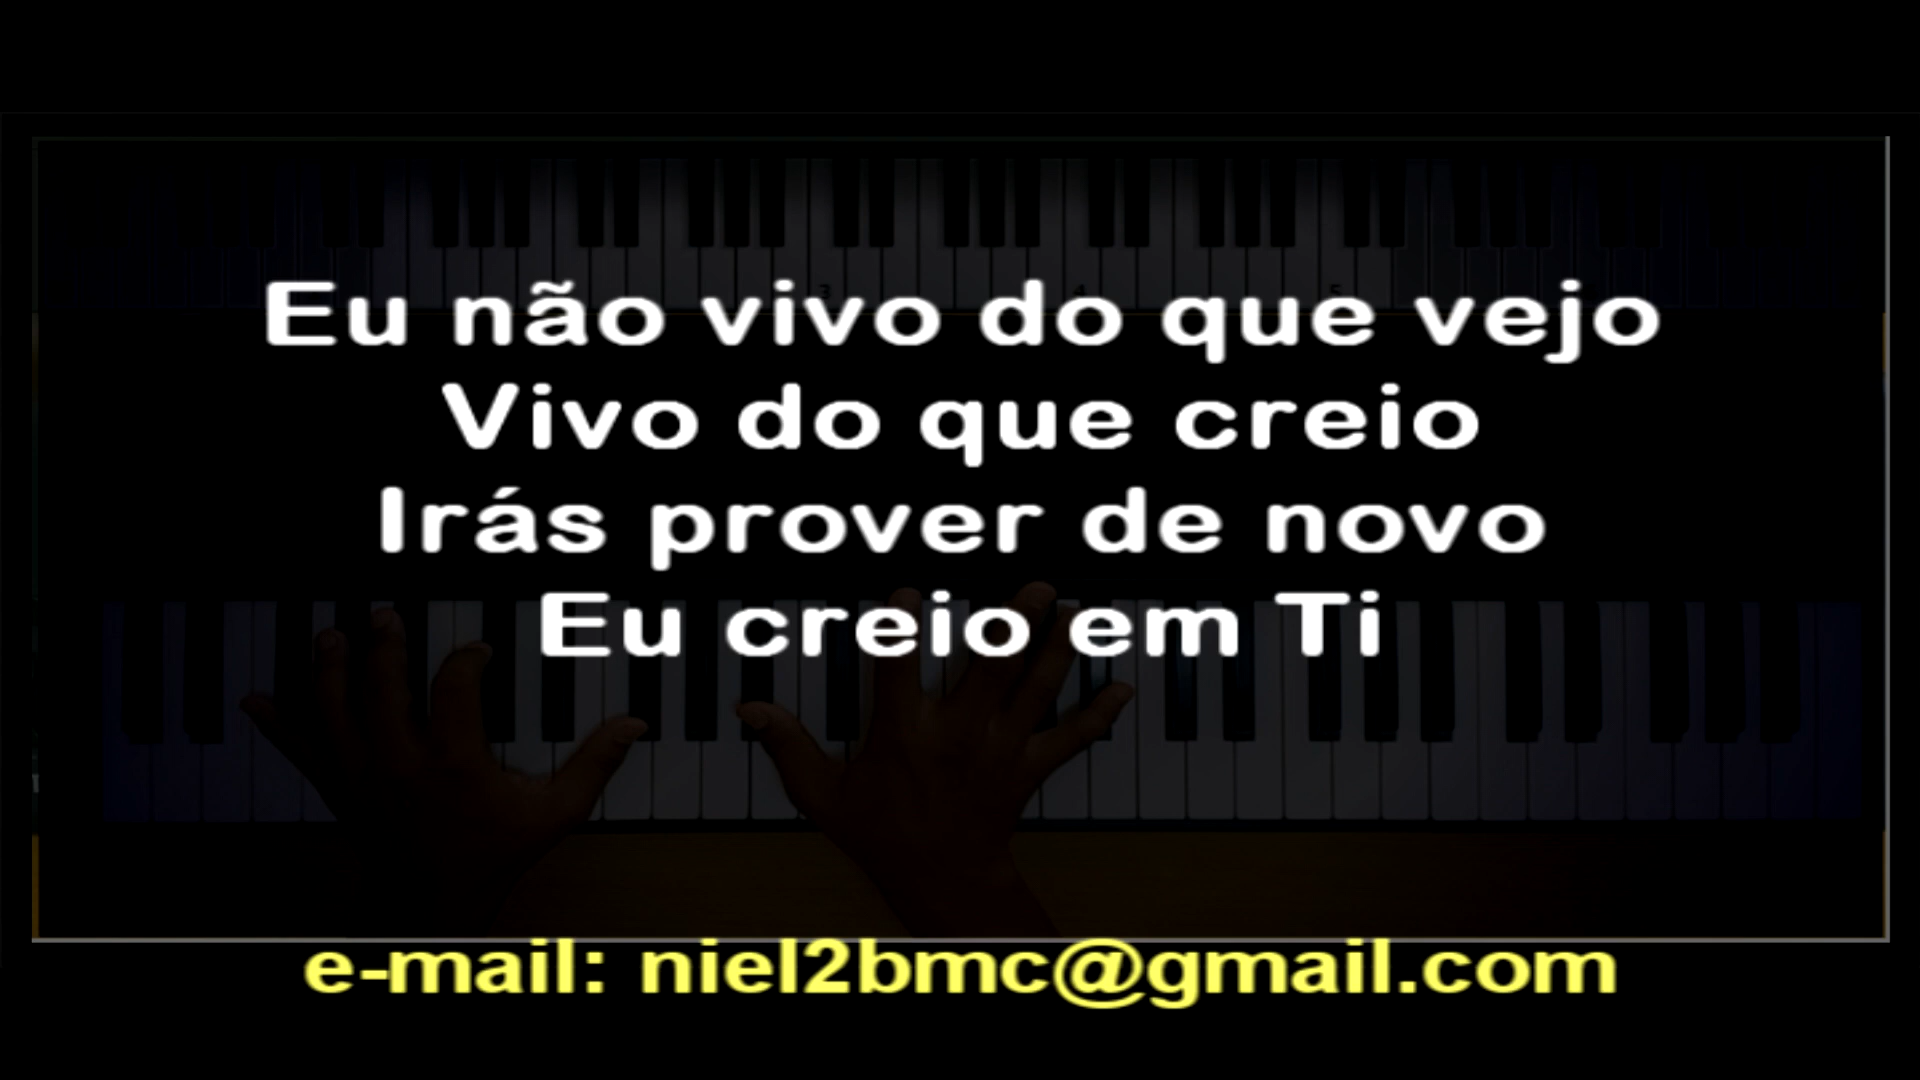 Eu não vivo do que vejo
Vivo do que creio
Irás prover de novo
Eu creio em Ti
e-mail: niel2bmc@gmail.com